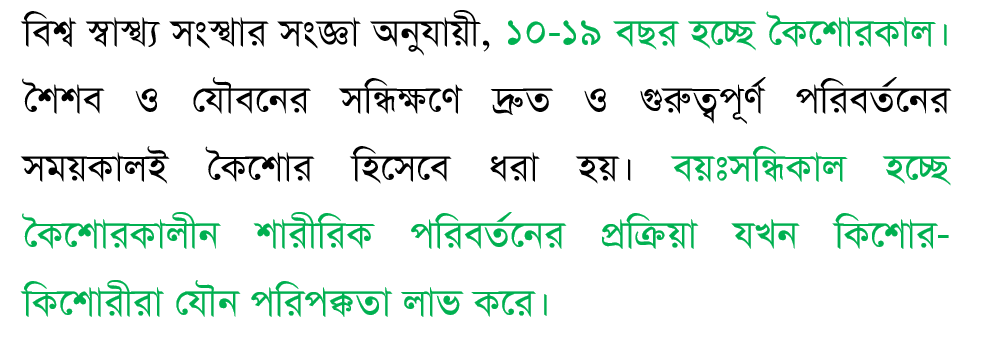 বিশ্ব স্বাস্থ্য সংস্থার সংজ্ঞা অনুযায়ী, ১০-১৯ বছর হচ্ছে কৈশোরকাল।
শৈশব ও যৌবনের সন্ধিক্ষণে দ্রুত ও গুরুত্বপূর্ণ পরিবর্তনের
সময়কালই কৈশোর হিসেবে ধরা হয়। বয়ঃসন্ধিকাল হচ্ছে
কৈশোরকালীন শারীরিক পরিবর্তনের প্রক্রিয়া যখন কিশোর-
কিশোরীরা যৌন পরিপক্কতা লাভ করে।